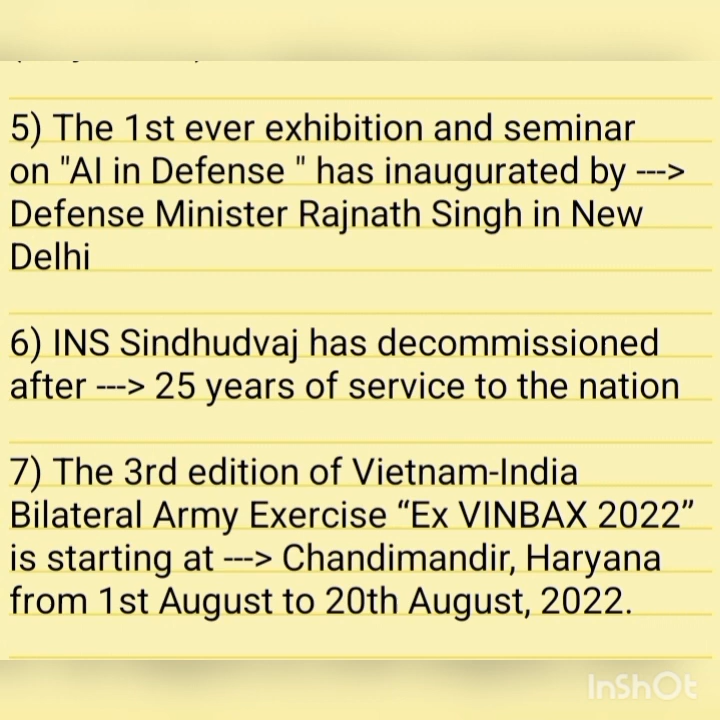 5) The 1st ever exhibition and seminar
on "AI in Defense " has inaugurated by --->
Defense Minister Rajnath Singh in New
Delhi
6) INS Sindhudvaj has decommissioned
after ---> 25 years of service to the nation
7) The 3rd edition of Vietnam-India
Bilateral Army Exercise “Ex VINBAX 2022”
is starting at ---> Chandimandir, Haryana
from 1st August to 20th August, 2022.
InShOt